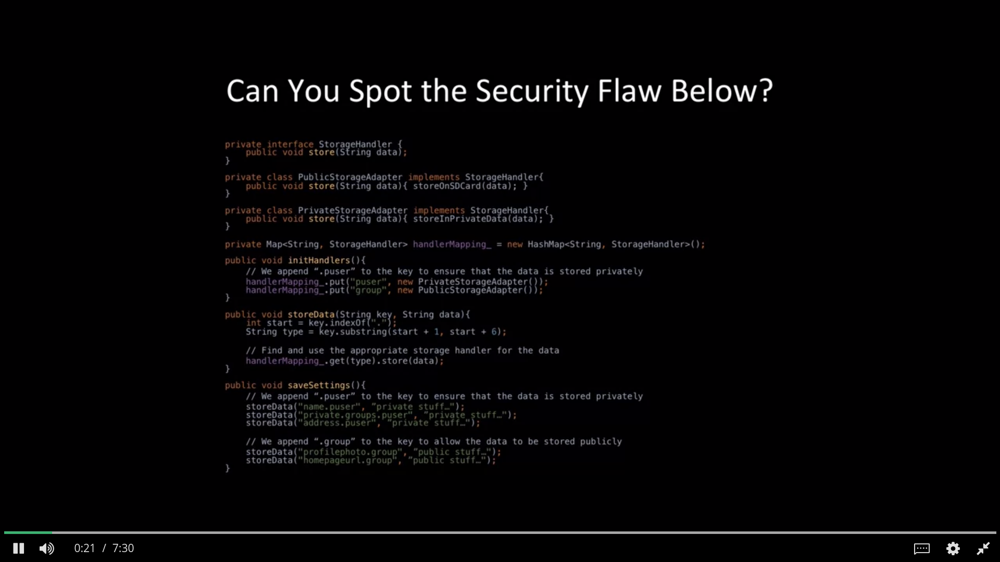 Can You Spot the Security Flaw Below?
private interface StorageHandler {
    public void store(String data);
}
private class PublicStorageAdapter implements StorageHandler{
    public void store(String data){ storeOnSDCard(data); }
}
private class PrivateStorageAdapter implements StorageHandler{
    public void store(String data){ storeInPrivateData(data); }
}
private Map<String, StorageHandler> handlerMapping_ = new HashMap<String, StorageHandler>();
public void initHandlers(){
    // We append “.puser” to the key to ensure that the data is stored privately
    handlerMapping_.put("puser", new PrivateStorageAdapter());
    handlerMapping_.put("group", new PublicStorageAdapter());
}
public void storeData(String key, String data){
    int start = key.indexOf(".");
    String type = key.substring(start + 1, start + 6);
    // Find and use the appropriate storage handler for the data
    handlerMapping_.get(type).store(data);
}
public void saveSettings(){
    // We append “.puser” to the key to ensure that the data is stored privately
    storeData("name.puser", ”private stuff…");
    storeData("private.groups.puser", ”private stuff…");
    storeData("address.puser", ”private stuff…");
    // We append “.group” to the key to allow the data to be stored publicly
    storeData("profilephoto.group", ”public stuff…");
    storeData("homepageurl.group", ”public stuff…");
}
0:21 / 7:30